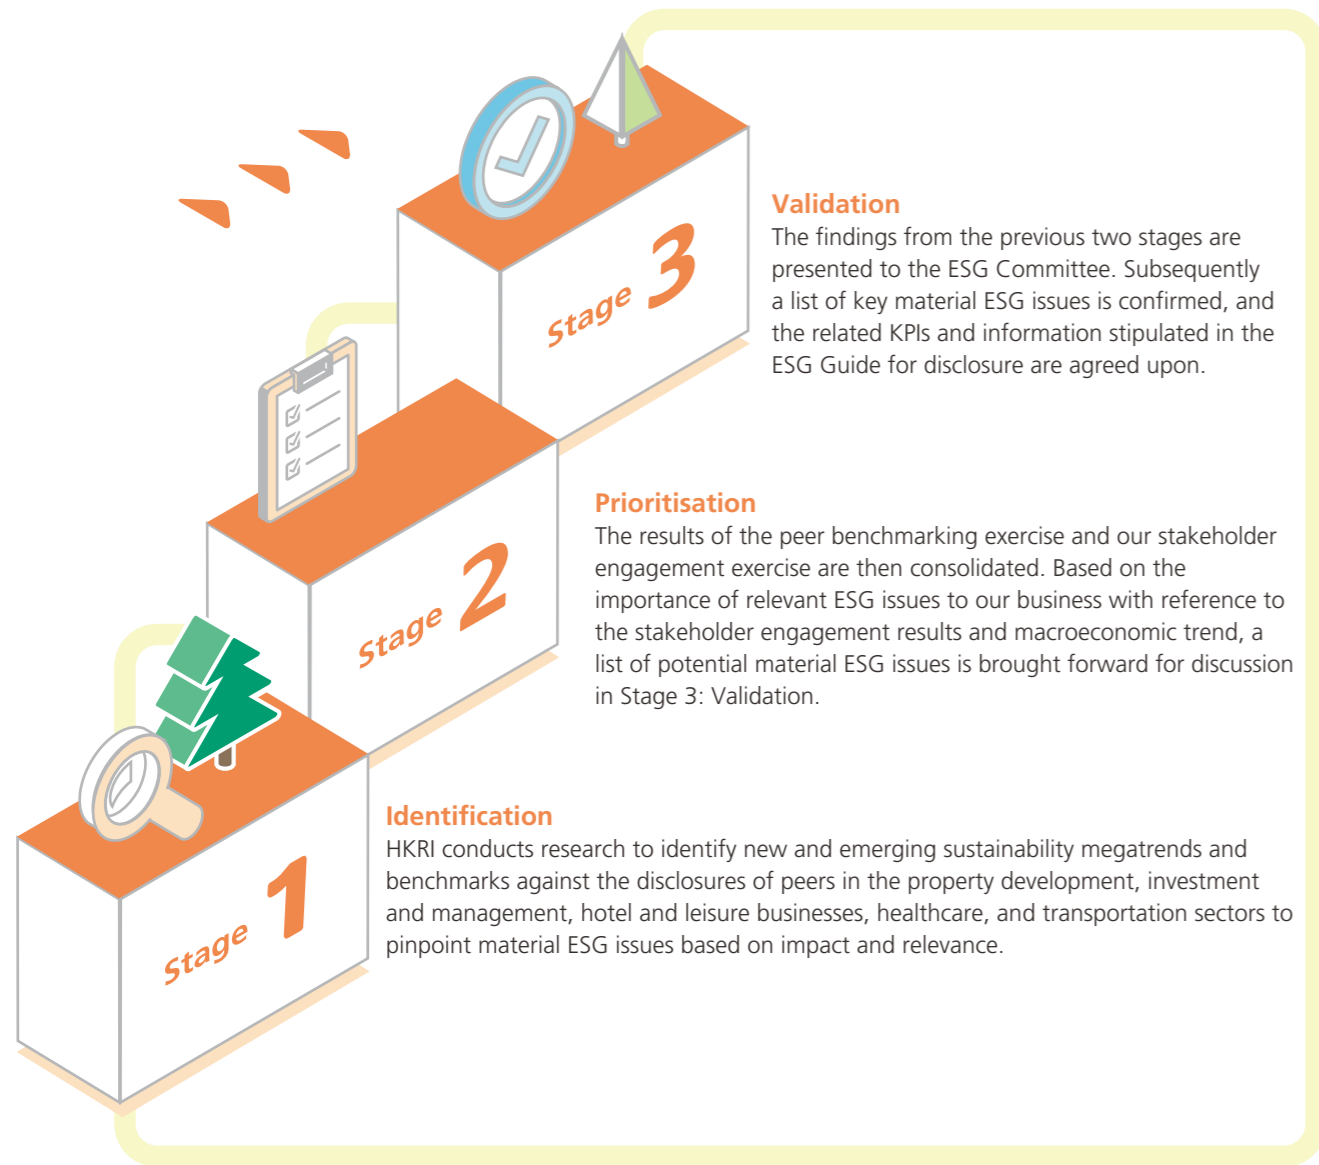 Stage 3
Validation
The findings from the previous two stages are
presented to the ESG Committee. Subsequently
a list of key material ESG issues is confirmed, and
the related KPIs and information stipulated in the
ESG Guide for disclosure are agreed upon.
Stage 2
Prioritisation
The results of the peer benchmarking exercise and our stakeholder
engagement exercise are then consolidated. Based on the
importance of relevant ESG issues to our business with reference to
the stakeholder engagement results and macroeconomic trend, a
list of potential material ESG issues is brought forward for discussion
in Stage 3: Validation.
Stage 1
Identification
HKRI conducts research to identify new and emerging sustainability megatrends and
benchmarks against the disclosures of peers in the property development, investment
and management, hotel and leisure businesses, healthcare, and transportation sectors to
pinpoint material ESG issues based on impact and relevance.